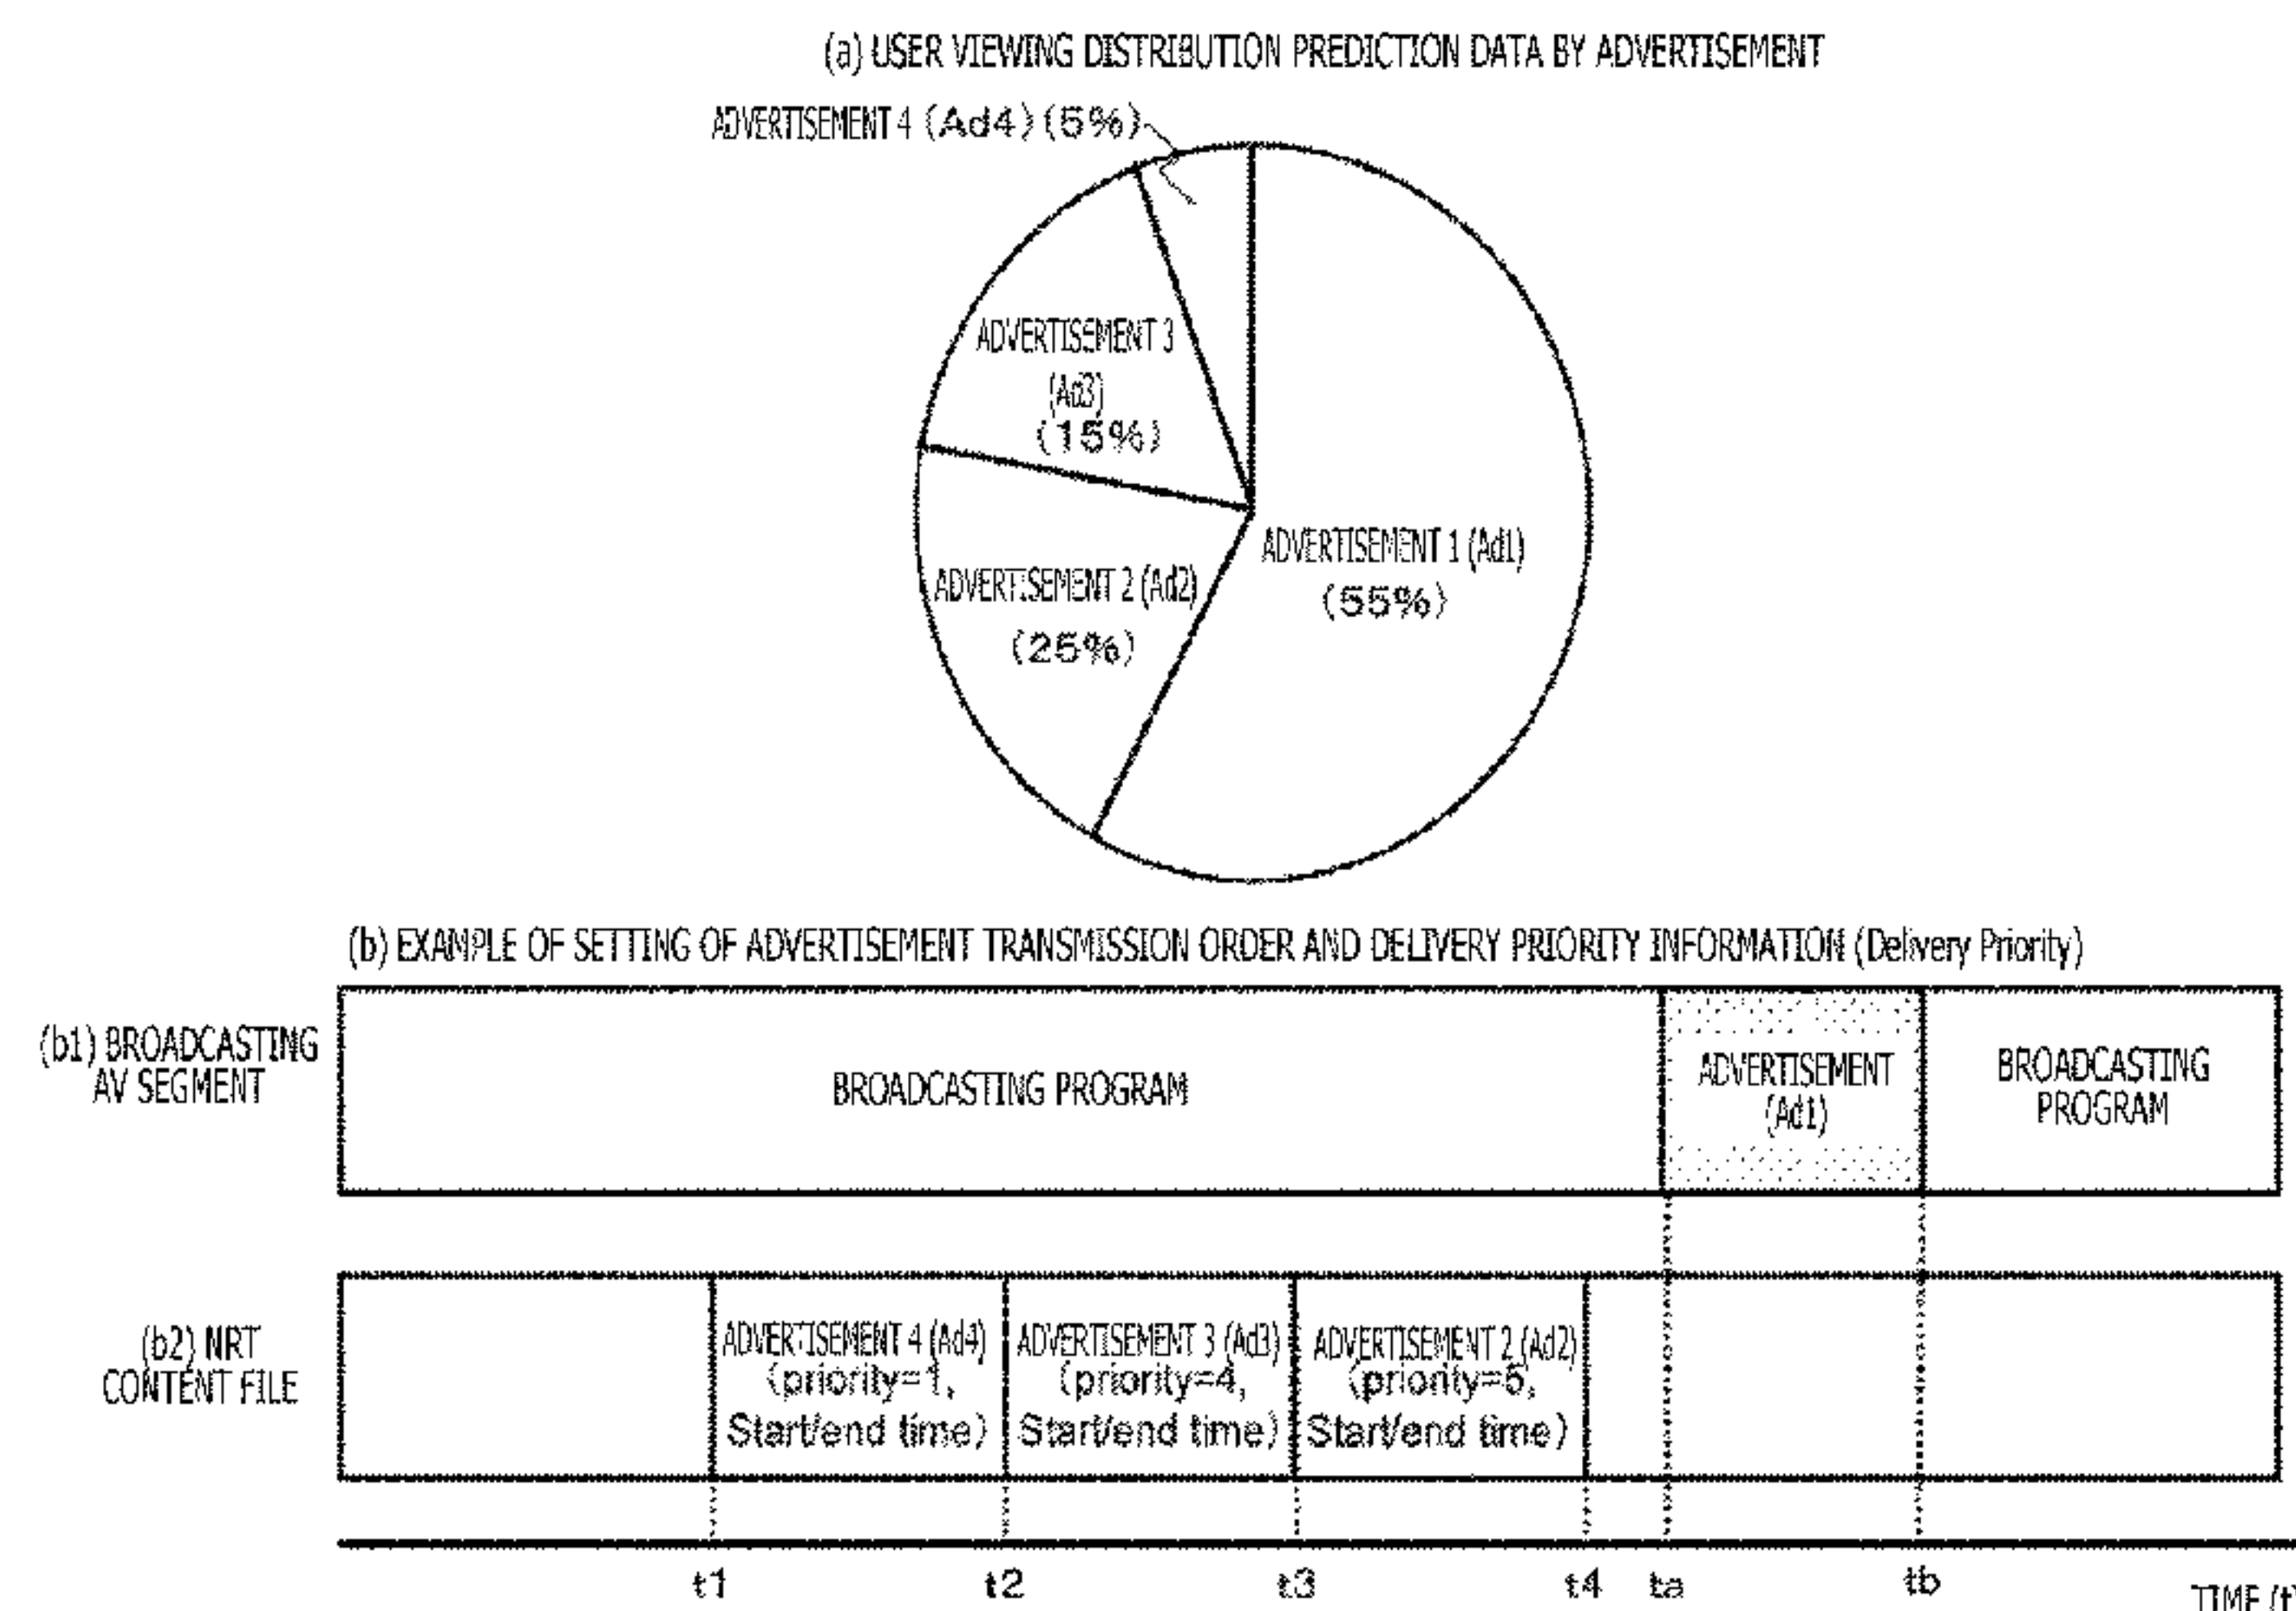 (a) USER VIEWING DISTRIBUTION PREDICTION DATA BY ADVERTISEMENT
ADVERTISEMENT 4 (Ad4) (5%)
ADVERTISEMENT 3
(Ad3)
(15%)
ADVERTISEMENT 1 (Ad1)
(55%)
ADVERTISEMENT 2 (Ad2)
(25%)
(b) EXAMPLE OF SETTING OF ADVERTISEMENT TRANSMISSION ORDER AND DELIVERY PRIORITY INFORMATION (Delivery Priority)
(b1) BROADCASTING
AV SEGMENT
BROADCASTING PROGRAM
ADVERTISEMENT
(Ad1)
BROADCASTING
PROGRAM
(b2) NRT
CONTENT FILE
ADVERTISEMENT 4 (Ad4)
(priority=1,
Start/end time)
ADVERTISEMENT 3 (Ad3)
(priority=4,
Start/end time)
ADVERTISEMENT 2 (Ad2)
(priority=5,
Start/end time)
t1 t2 t3 t4 ta tb
TIME (t)